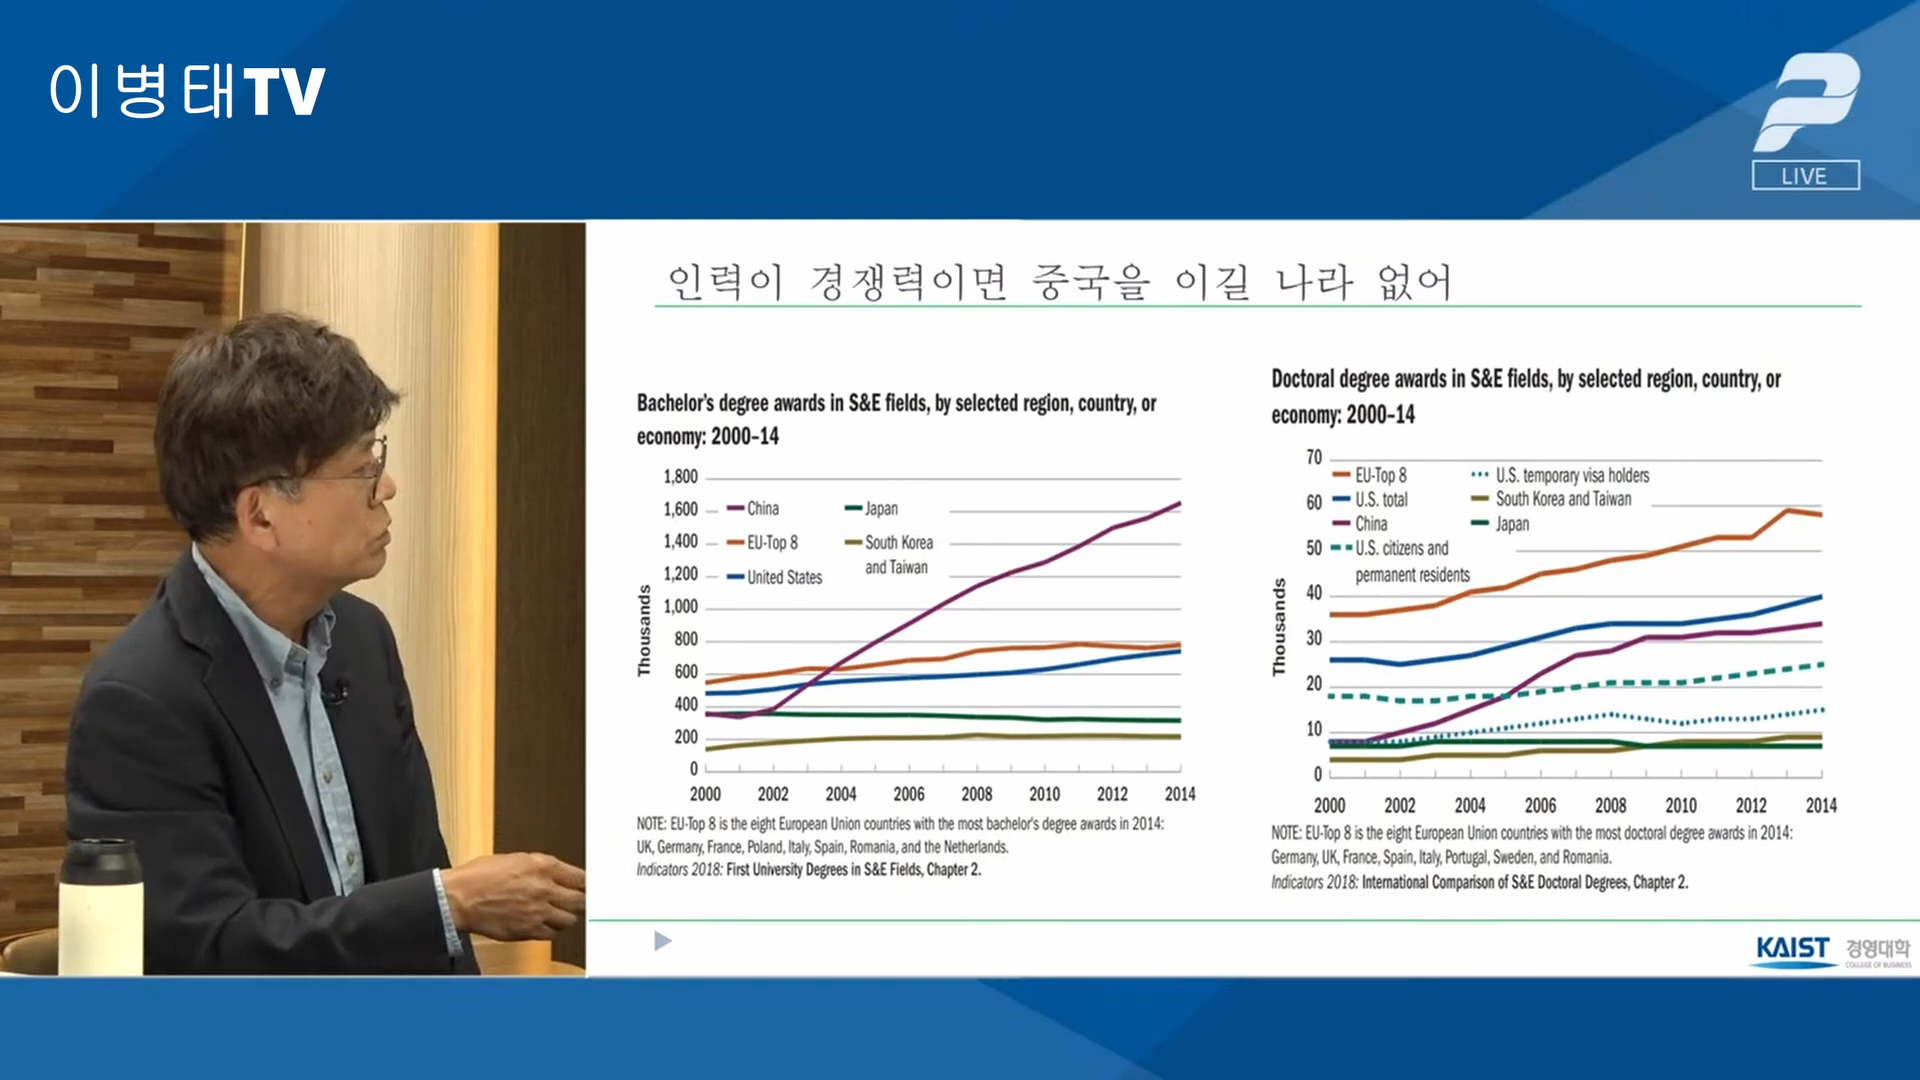 이병태TV
LIVE
인력이 경쟁력이면 중국을 이길 나라 없어
Bachelor's degree awards in S&E fields, by selected region, country, or
economy: 2000–14
Thousands
1,800
1,600
1,400
1,200
1,000
800
600
400
200
0
China
EU-Top 8
United States
Japan
South Korea
and Taiwan
2000 2002 2004 2006 2008 2010 2012 2014
NOTE: EU-Top 8 is the eight European Union countries with the most bachelor's degree awards in 2014:
UK, Germany, France, Poland, Italy, Spain, Romania, and the Netherlands.
Indicators 2018: First University Degrees in S&E Fields, Chapter 2.
Doctoral degree awards in S&E fields, by selected region, country, or
economy: 2000–14
Thousands
70
60
50
40
30
20
10
0
EU-Top 8
U.S. total
China
U.S. citizens and
permanent residents
U.S. temporary visa holders
South Korea and Taiwan
Japan
2000 2002 2004 2006 2008 2010 2012 2014
NOTE: EU-Top 8 is the eight European Union countries with the most doctoral degree awards in 2014:
Germany, UK, France, Spain, Italy, Portugal, Sweden, and Romania.
Indicators 2018: International Comparison of S&E Doctoral Degrees, Chapter 2.
KAIST 경영대학
COLLEGE OF BUSINESS